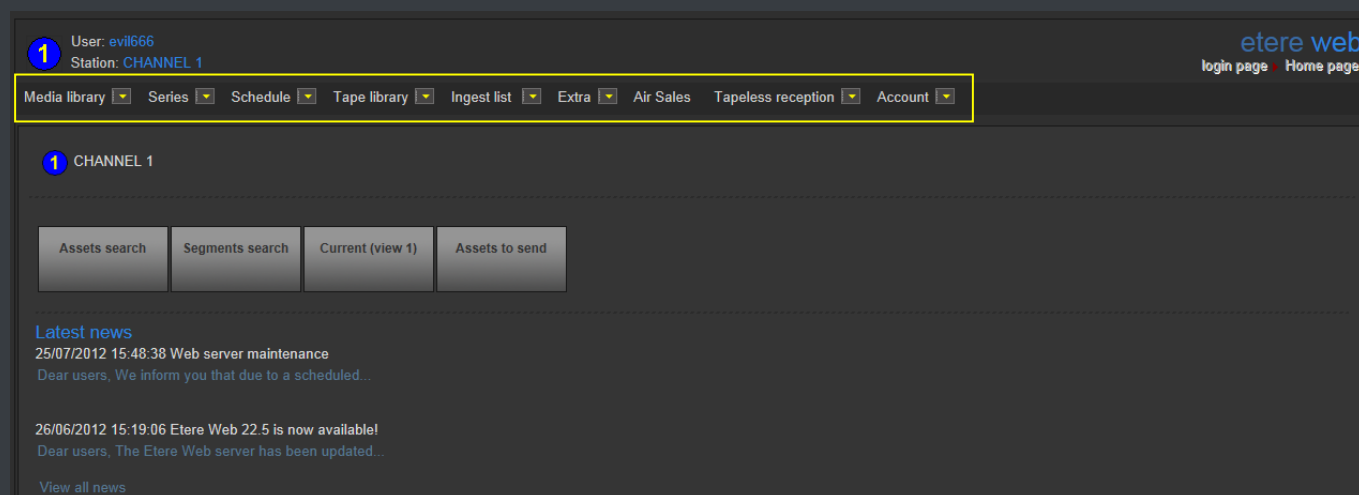 1 User: evil666
Station: CHANNEL 1
etere web
login page Home page
Media library Series Schedule Tape library Ingest list Extra Air Sales Tapeless reception Account
1 CHANNEL 1
Assets search Segments search Current (view 1) Assets to send
Latest news
25/07/2012 15:48:38 Web server maintenance
Dear users, We inform you that due to a scheduled...
26/06/2012 15:19:06 Etere Web 22.5 is now available!
Dear users, The Etere Web server has been updated...
View all news